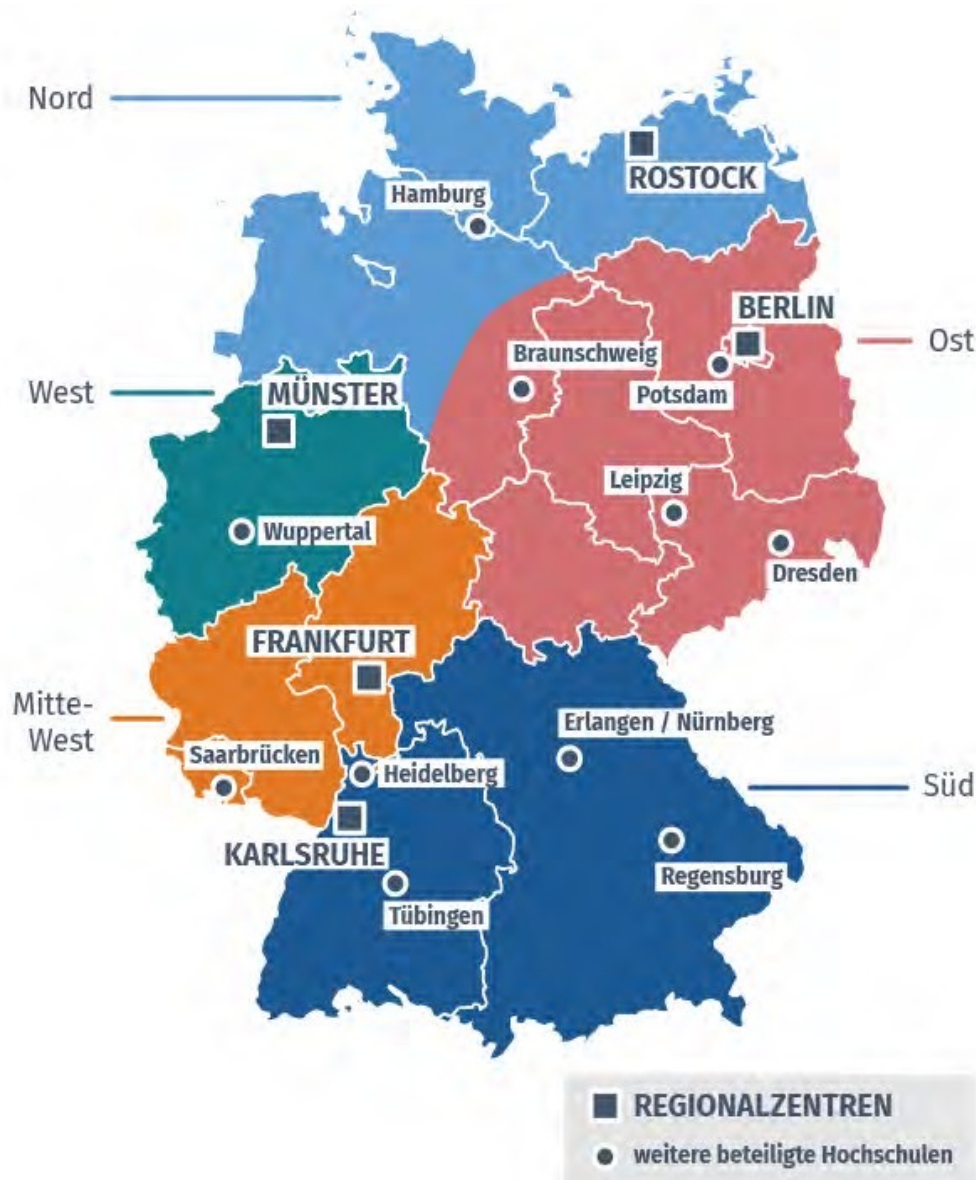 Nord
ROSTOCK
Hamburg
BERLIN
Ost
Braunschweig
Potsdam
West
MÜNSTER
Leipzig
Wuppertal
Dresden
FRANKFURT
Mitte-
West
Erlangen / Nürnberg
Saarbrücken
Heidelberg
Süd
KARLSRUHE
Regensburg
Tübingen
REGIONALZENTREN
weitere beteiligte Hochschulen